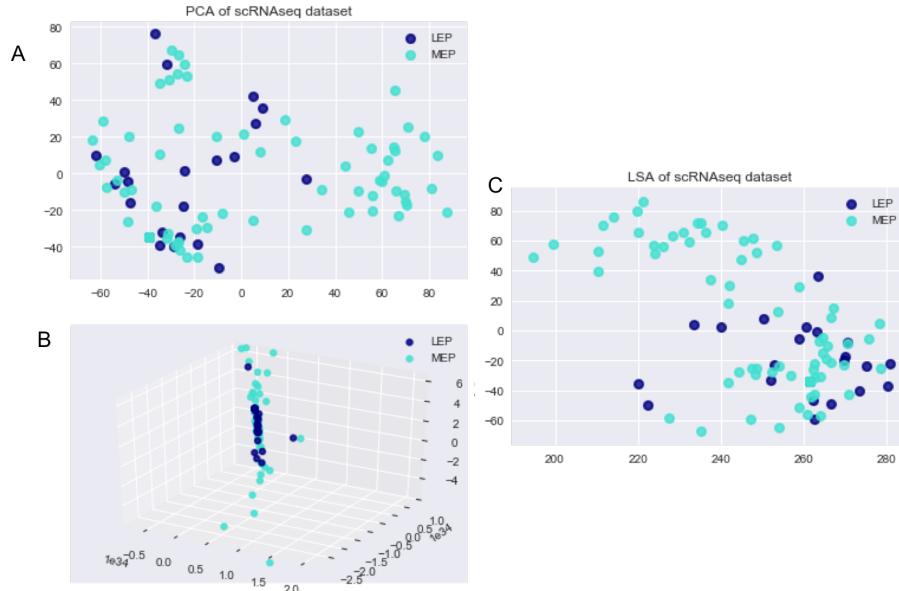 A
PCA of scRNAseq dataset
LEP
MEP
80
60
40
20
0
−20
−40
−60 −40 −20 0 20 40 60 80
B
LEP
MEP
6
4
2
0
−2
−4
1e34
−0.5 0.0 0.5 1.0 1.5 2.0
−2.5 −2.0 −1.5 −1.0 −0.5 0.0 0.5 1.0
1e34
C
LSA of scRNAseq dataset
LEP
MEP
80
60
40
20
0
−20
−40
−60
200 220 240 260 280